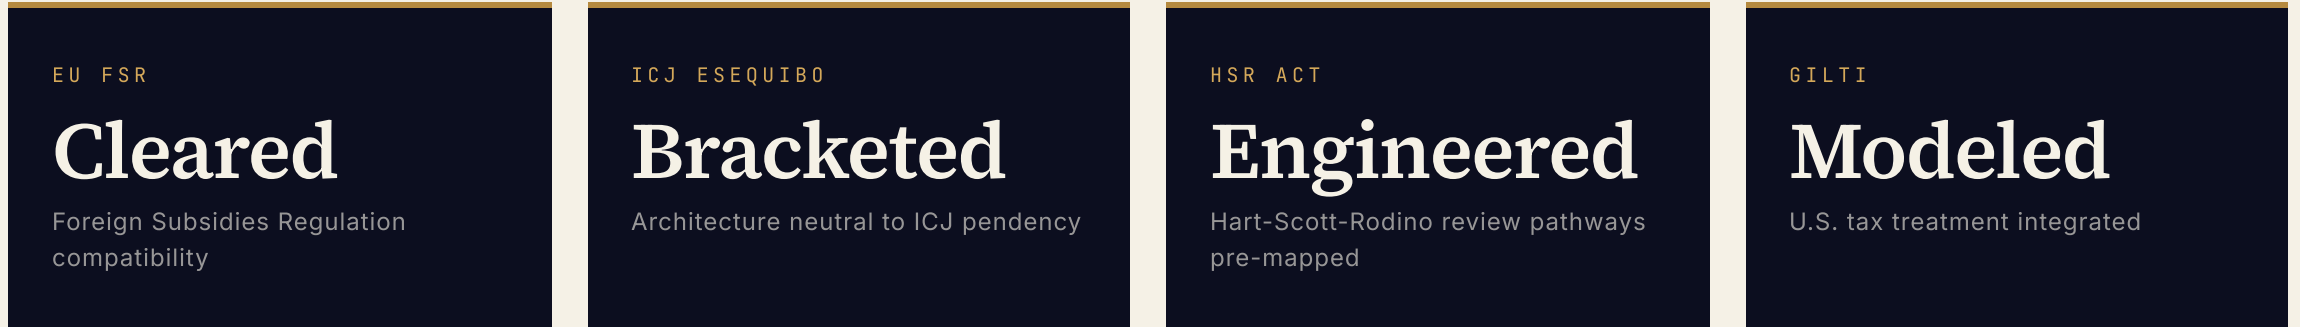 EU FSR
Cleared
Foreign Subsidies Regulation
compatibility
ICJ ESEQUIBO
Bracketed
Architecture neutral to ICJ pendency
HSR ACT
Engineered
Hart-Scott-Rodino review pathways
pre-mapped
GILTI
Modeled
U.S. tax treatment integrated